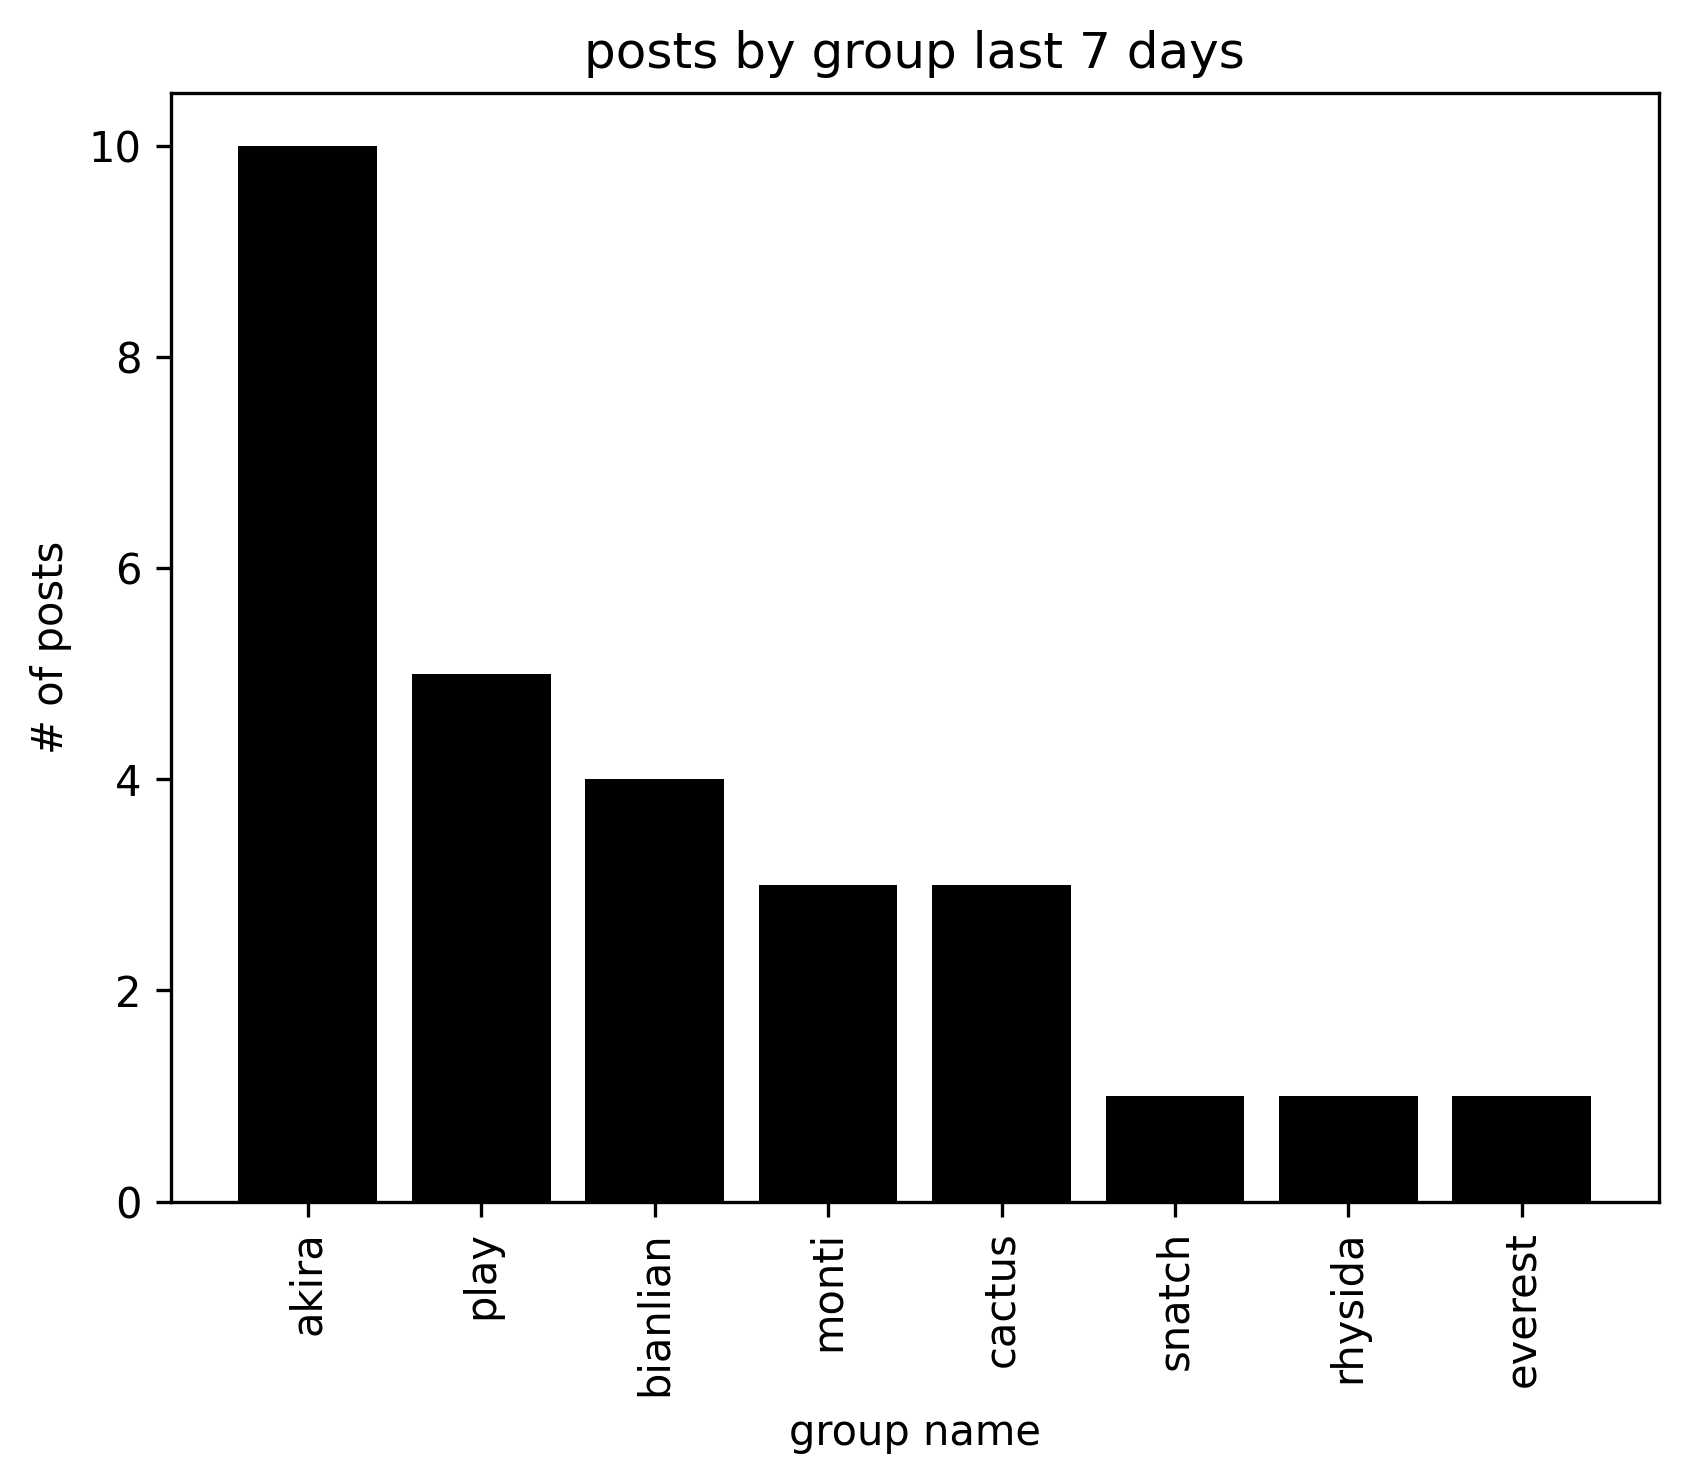 posts by group last 7 days
# of posts
10
8
6
4
2
0
akira
play
bianlian
monti
cactus
snatch
rhysida
everest
group name